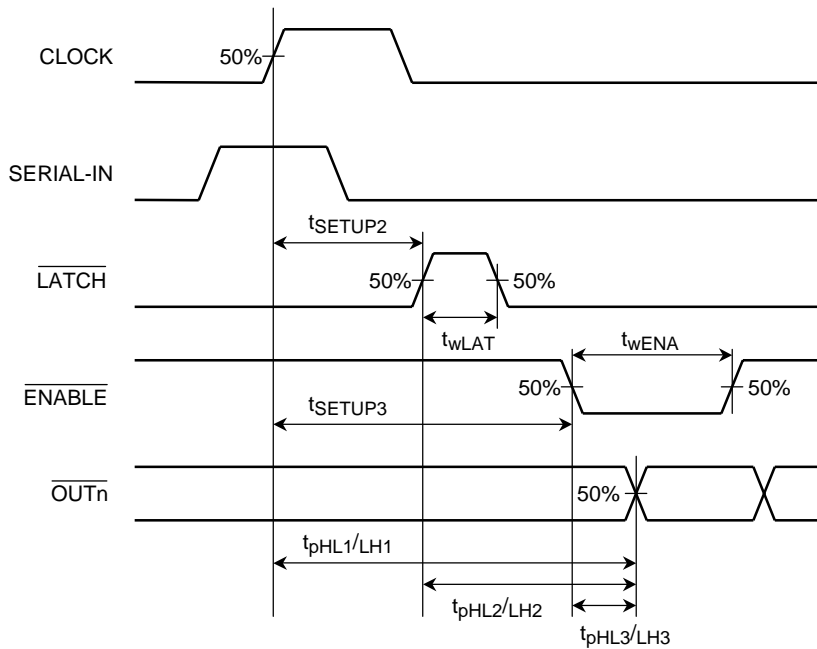 CLOCK
50%
SERIAL-IN
tSETUP2
LATCH
50%
50%
twLAT
twENA
ENABLE
50%
50%
tSETUP3
OUTn
50%
tpHL1/LH1
tpHL2/LH2
tpHL3/LH3